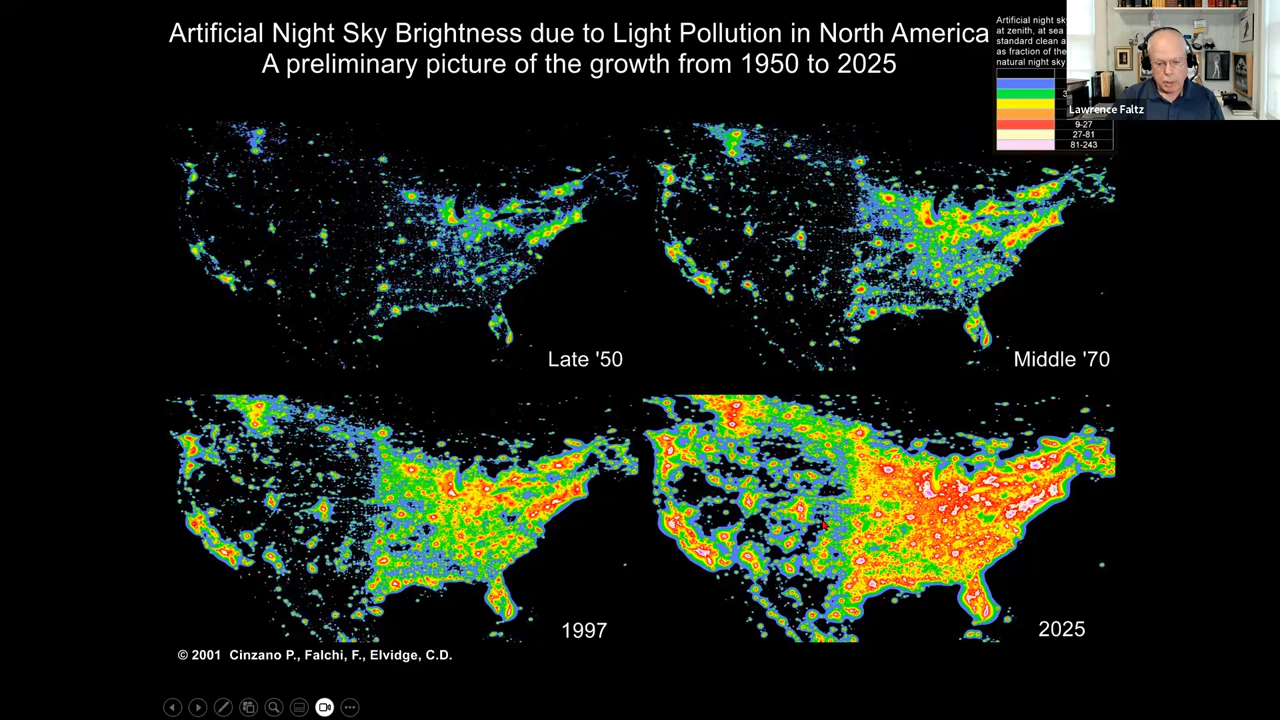 Artificial Night Sky Brightness due to Light Pollution in North America
A preliminary picture of the growth from 1950 to 2025
Artificial night
at zenith, at sea
standard clean
as fraction of the
natural night sky
Lawrence Faltz
9-27
27-81
81-243
Late '50
Middle '70
1997
2025
© 2001 Cinzano P., Falchi, F., Elvidge, C.D.